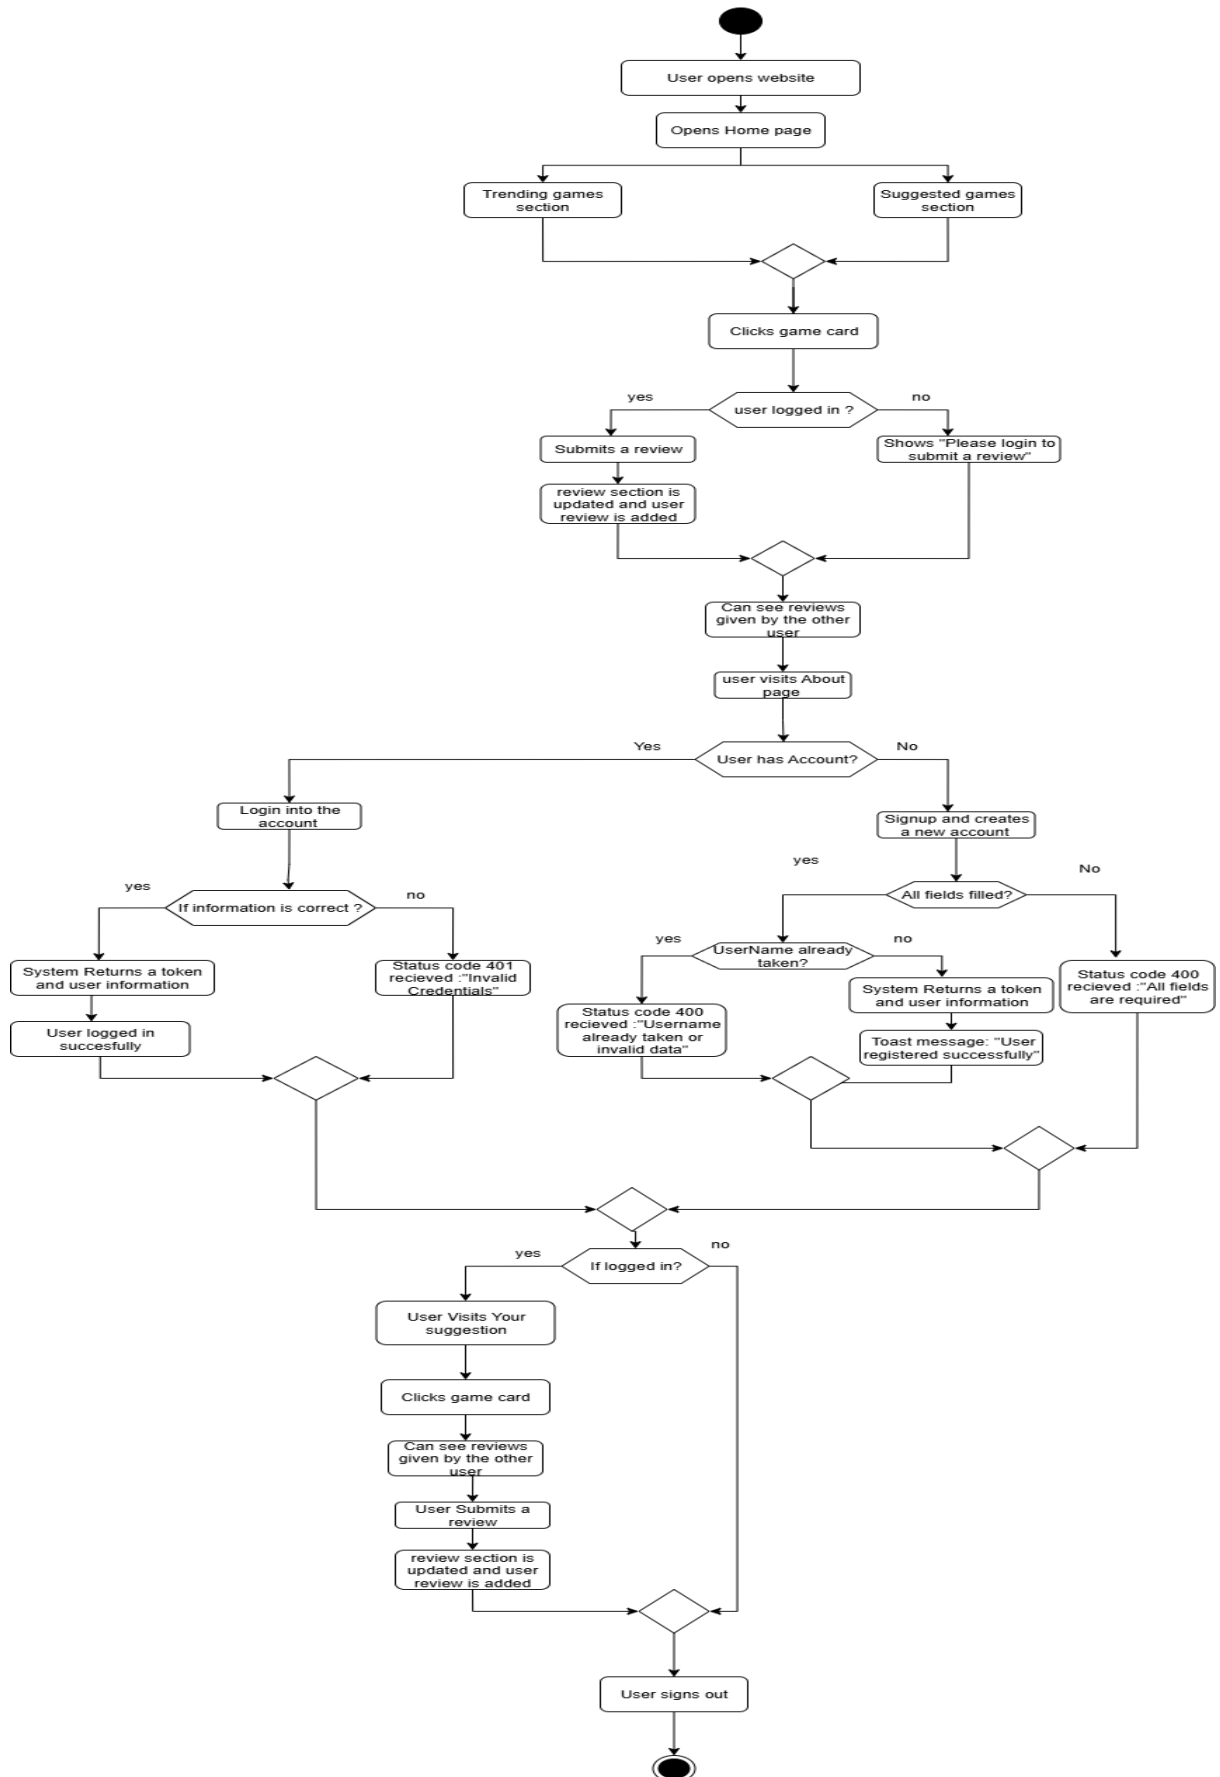 User opens website
Opens Home page
Trending games
section
Suggested games
section
Clicks game card
yes
user logged in ?
no
Submits a review
Shows "Please login to
submit a review"
review section is
updated and user
review is added
Can see reviews
given by the other
user
user visits About
page
Yes
User has Account?
No
Login into the
account
Signup and creates
a new account
yes
If information is correct ?
no
yes
All fields filled?
No
yes
UserName already
taken?
no
System Returns a token
and user information
Status code 401
recieved :"Invalid
Credentials"
Status code 400
recieved :"Username
already taken or
invalid data"
System Returns a token
and user information
Status code 400
recieved :"All fields
are required"
User logged in
succesfully
Toast message: "User
registered successfully"
yes
If logged in?
no
User Visits Your
suggestion
Clicks game card
Can see reviews
given by the other
user
User Submits a
review
review section is
updated and user
review is added
User signs out